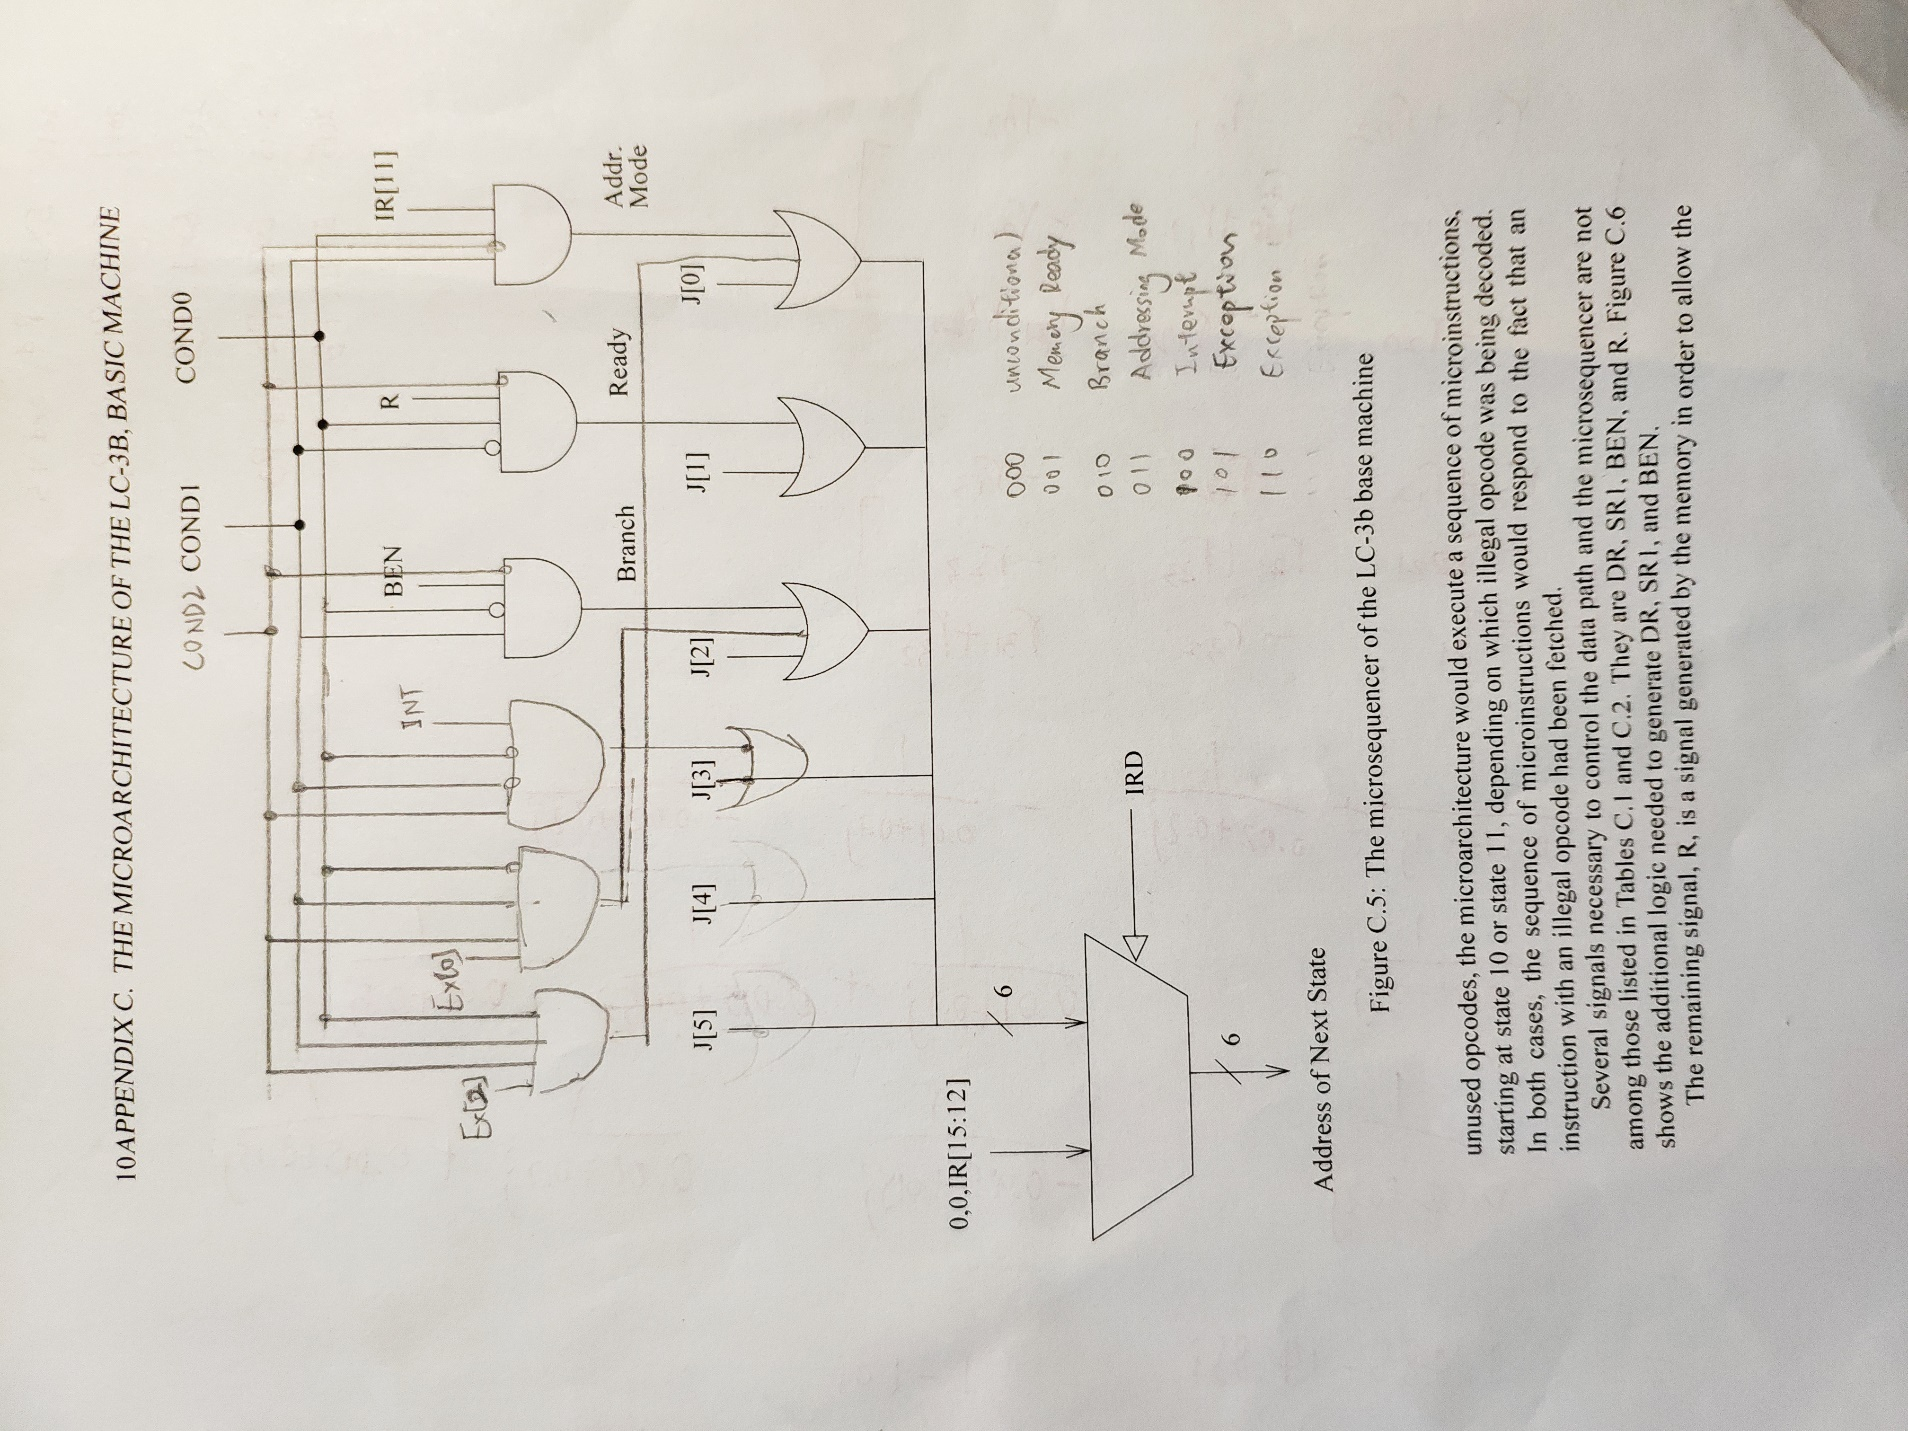 10APPENDIX C. THE MICROARCHITECTURE OF THE LC-3B, BASIC MACHINE
COND2 COND1 COND0
IR[11]
R
BEN
INT
Ex[0]
Ex[2]
Addr.
Mode
Ready
Branch
J[5] J[4] J[3] J[2] J[1] J[0]
0,0,IR[15:12]
6
IRD
6
Address of Next State
000 unconditional
001 Memory Ready
010 Branch
011 Addressing Mode
100 Interrupt
101 Exception
110 Exception
Figure C.5: The microsequencer of the LC-3b base machine
unused opcodes, the microarchitecture would execute a sequence of microinstructions,
starting at state 10 or state 11, depending on which illegal opcode was being decoded.
In both cases, the sequence of microinstructions would respond to the fact that an
instruction with an illegal opcode had been fetched.
Several signals necessary to control the data path and the microsequencer are not
among those listed in Tables C.1 and C.2. They are DR, SR1, BEN, and R. Figure C.6
shows the additional logic needed to generate DR, SR1, and BEN.
The remaining signal, R, is a signal generated by the memory in order to allow the